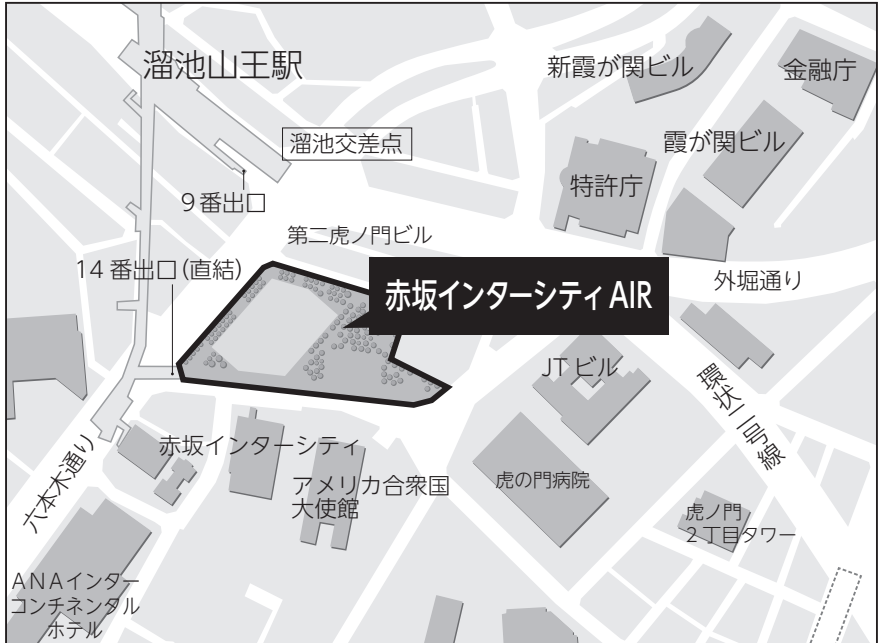 溜池山王駅
新霞が関ビル
金融庁
溜池交差点
霞が関ビル
特許庁
9番出口
第二虎ノ門ビル
14番出口(直結)
赤坂インターシティAIR
外堀通り
JTビル
環状二号線
六本木通り
赤坂インターシティ
アメリカ合衆国
大使館
虎の門病院
虎ノ門
2丁目タワー
ANAインター
コンチネンタル
ホテル